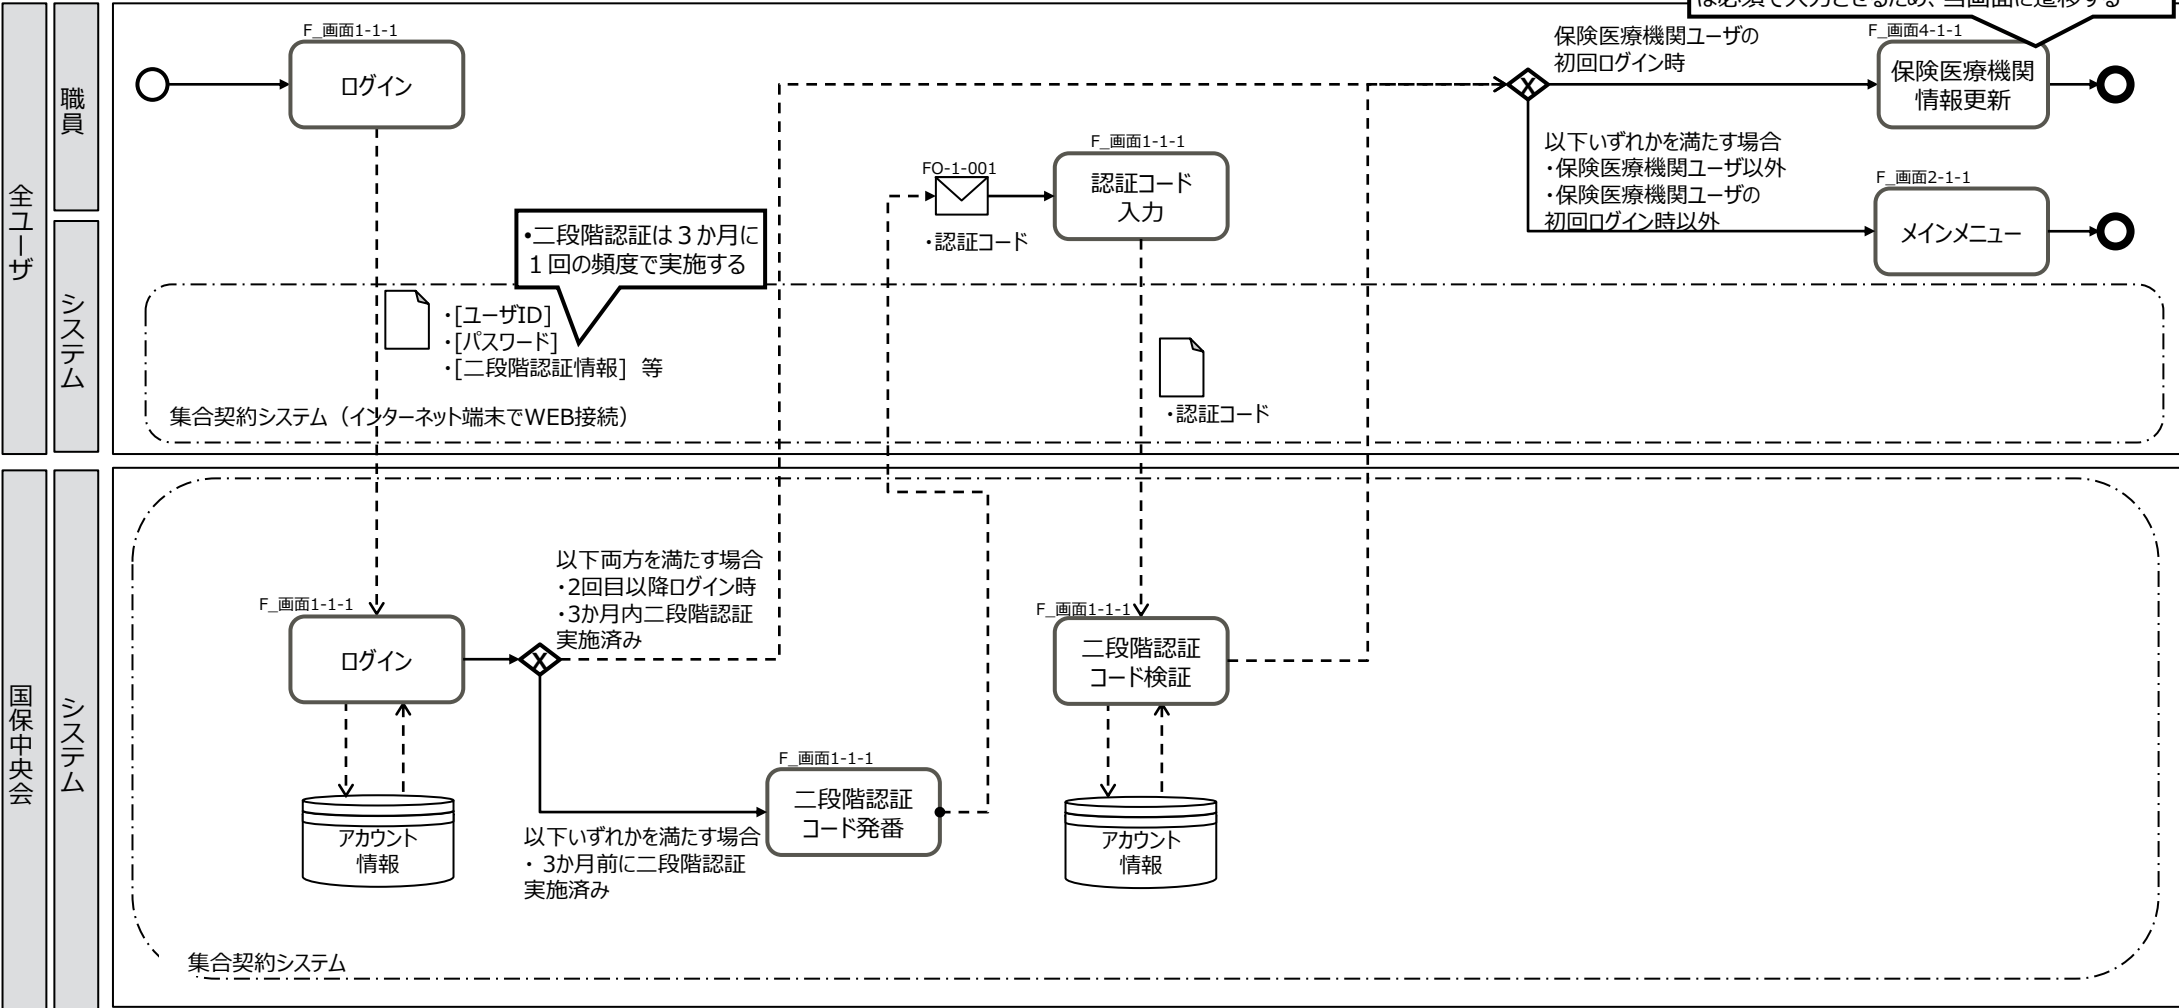 は必須で入力させるため、当画面に遷移する
全ユーザ
職員
システム
F_画面1-1-1
ログイン
保険医療機関ユーザの
初回ログイン時
F_画面4-1-1
保険医療機関
情報更新
X
以下いずれかを満たす場合
・保険医療機関ユーザ以外
・保険医療機関ユーザの
初回ログイン時以外
F_画面2-1-1
メインメニュー
FO-1-001
・認証コード
F_画面1-1-1
認証コード
入力
・二段階認証は３か月に
１回の頻度で実施する
・[ユーザID]
・[パスワード]
・[二段階認証情報] 等
・認証コード
集合契約システム（インターネット端末でWEB接続）
国保中央会
システム
F_画面1-1-1
ログイン
X
以下両方を満たす場合
・2回目以降ログイン時
・3か月内二段階認証
実施済み
アカウント
情報
以下いずれかを満たす場合
・ 3か月前に二段階認証
実施済み
F_画面1-1-1
二段階認証
コード発番
F_画面1-1-1
二段階認証
コード検証
アカウント
情報
集合契約システム